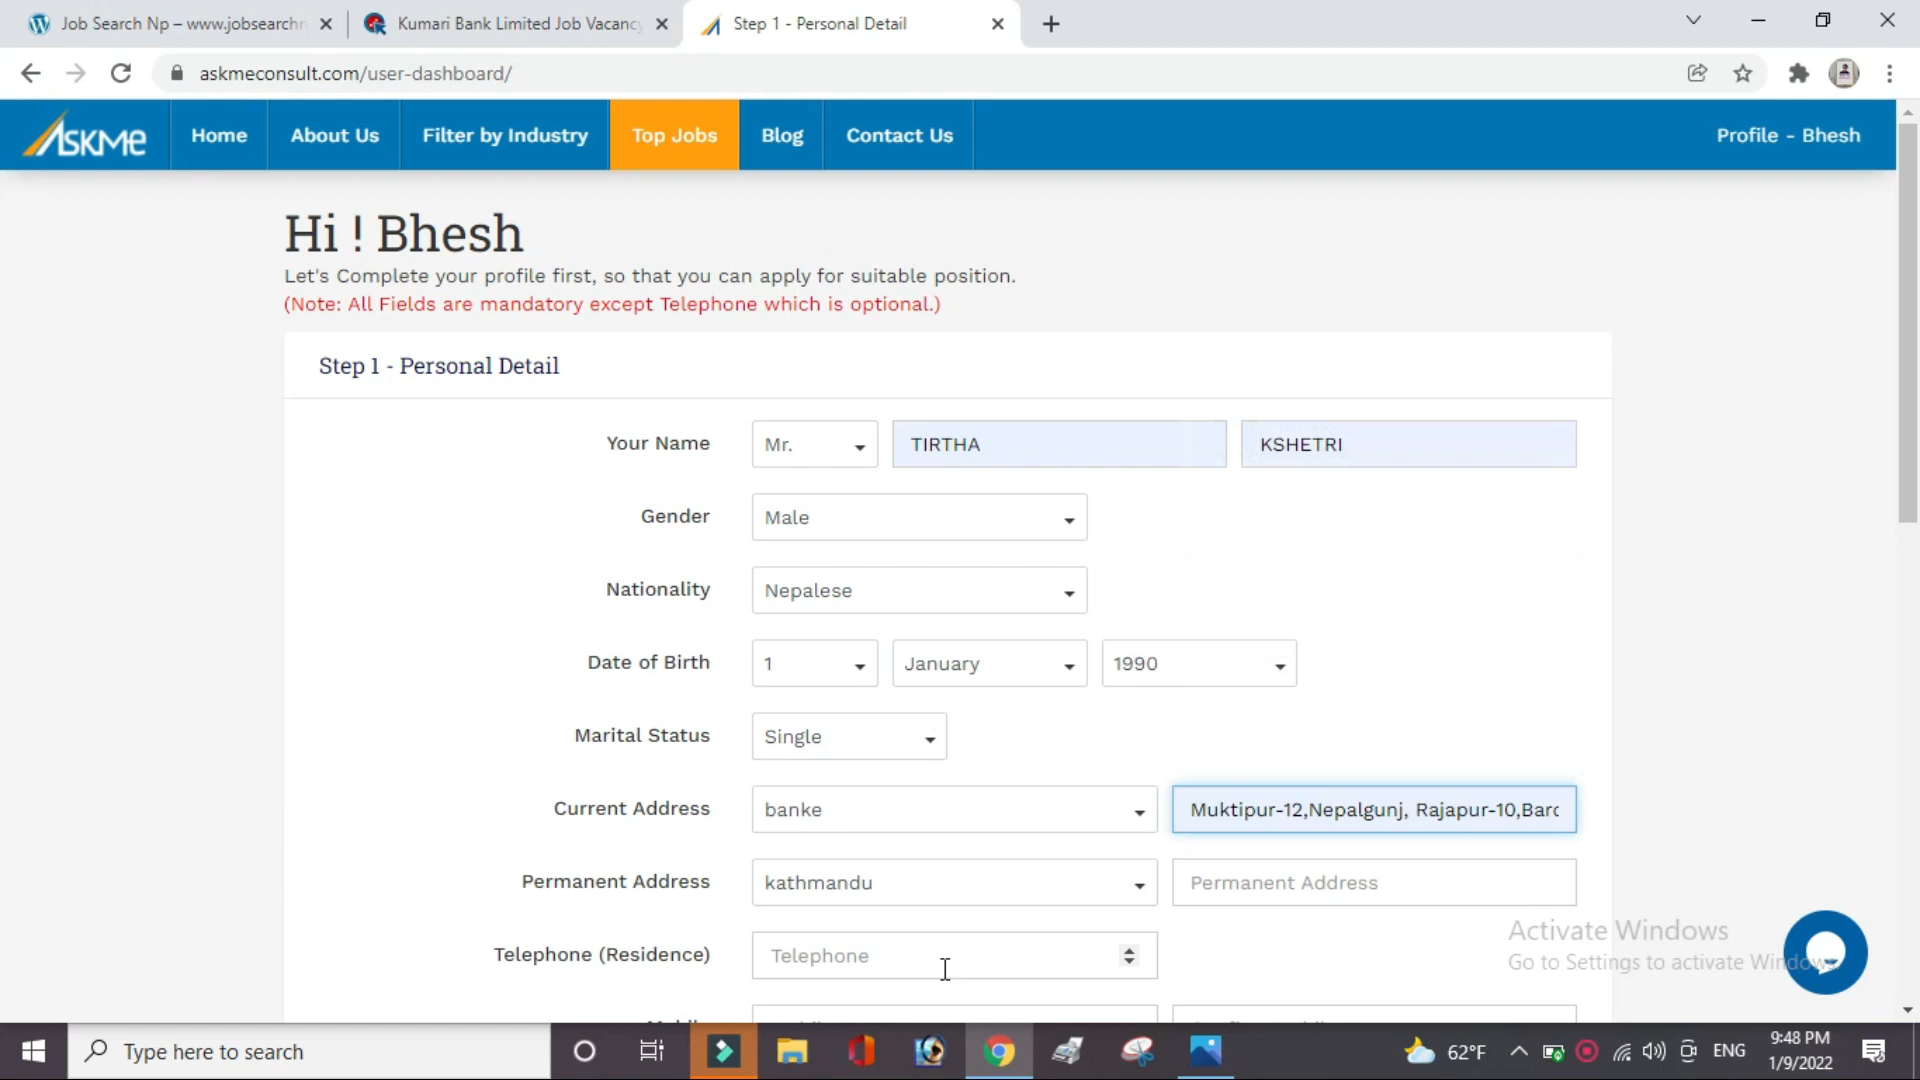 Job Search Np – www.jobsearchn
Kumari Bank Limited Job Vacancy
Step 1 - Personal Detail
askmeconsult.com/user-dashboard/
ASKMe
Home
About Us
Filter by Industry
Top Jobs
Blog
Contact Us
Profile - Bhesh
Hi ! Bhesh
Let's Complete your profile first, so that you can apply for suitable position.
(Note: All Fields are mandatory except Telephone which is optional.)
Step 1 - Personal Detail
Your Name Mr. TIRTHA KSHETRI
Gender Male
Nationality Nepalese
Date of Birth 1 January 1990
Marital Status Single
Current Address banke Muktipur-12,Nepalgunj, Rajapur-10,Barc
Permanent Address kathmandu Permanent Address
Telephone (Residence) Telephone
Activate Windows
Go to Settings to activate Windows.
Type here to search
62°F
ENG
9:48 PM
1/9/2022